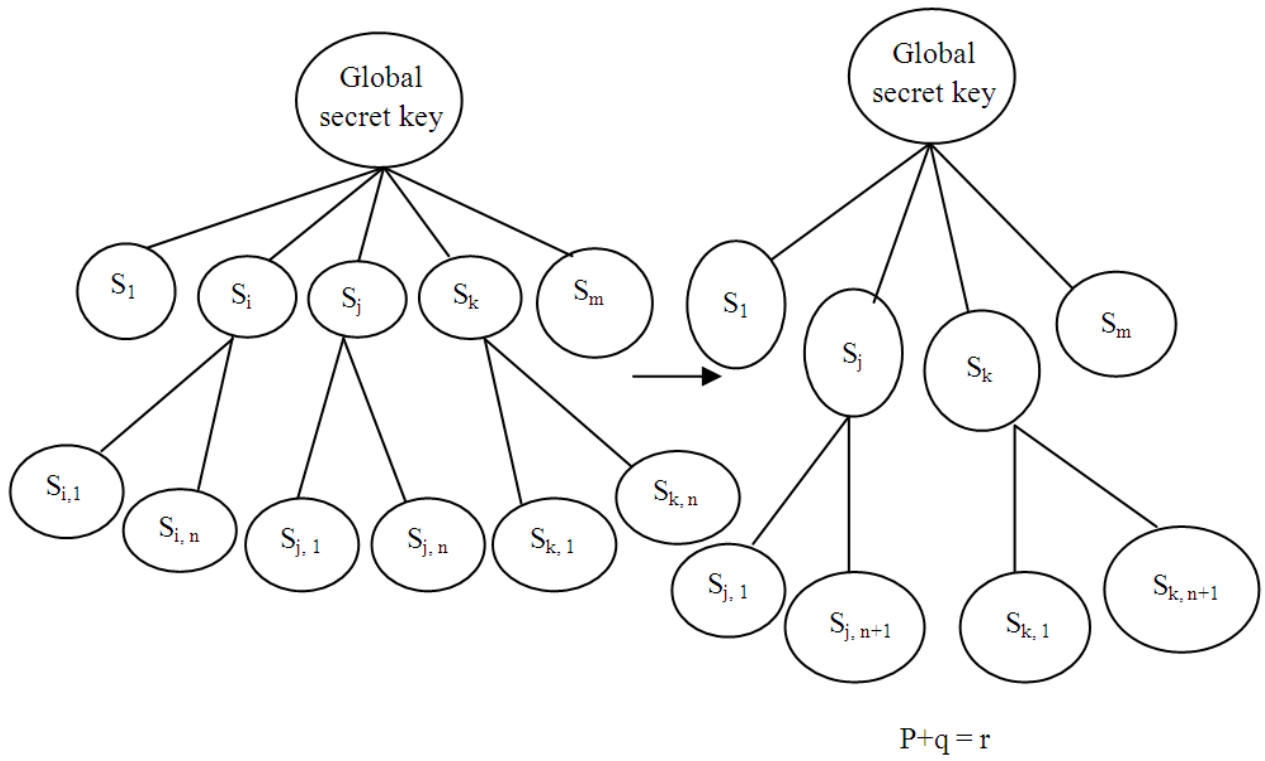 Global
secret key
S1
Si
Sj
Sk
Sm
Si,1
Si, n
Sj, 1
Sj, n
Sk, 1
Sk, n
Global
secret key
S1
Sj
Sk
Sm
Sj, 1
Sj, n+1
Sk, 1
Sk, n+1
P+q = r